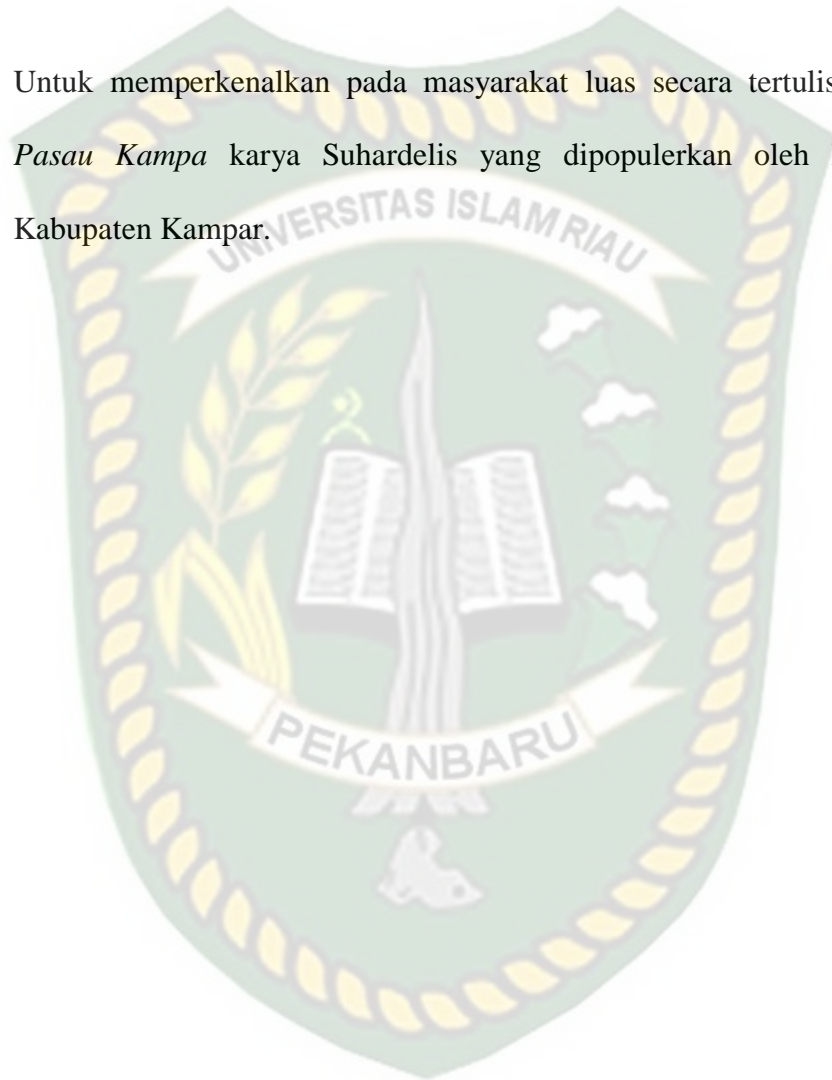 Untuk memperkenalkan pada masyarakat luas secara tertulis
Pasau Kampa karya Suhardelis yang dipopulerkan oleh
Kabupaten Kampar.
UNIVERSITAS ISLAM RIAU
PEKANBARU